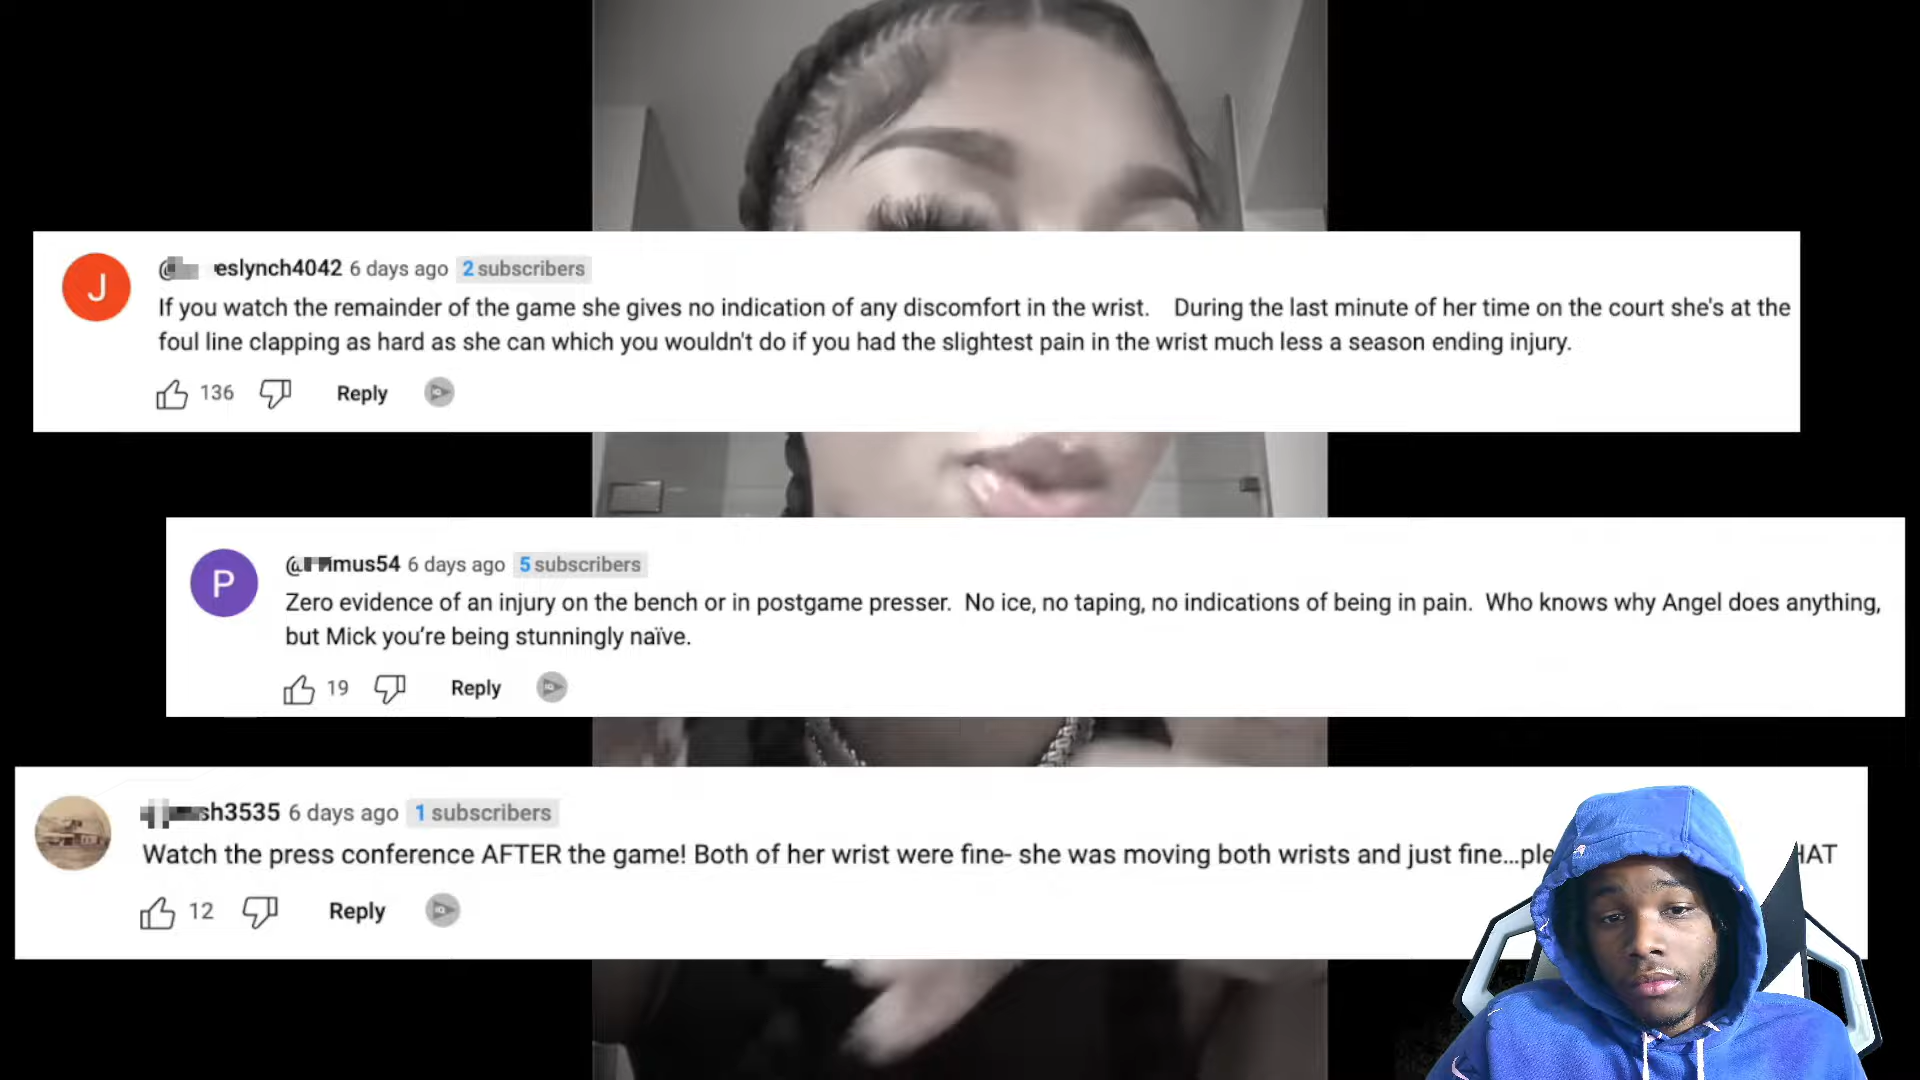 J
eslynch4042 6 days ago 2 subscribers
If you watch the remainder of the game she gives no indication of any discomfort in the wrist. During the last minute of her time on the court she's at the
foul line clapping as hard as she can which you wouldn't do if you had the slightest pain in the wrist much less a season ending injury.
136 Reply
P
mus54 6 days ago 5 subscribers
Zero evidence of an injury on the bench or in postgame presser. No ice, no taping, no indications of being in pain. Who knows why Angel does anything,
but Mick you’re being stunningly naïve.
19 Reply
sh3535 6 days ago 1 subscribers
Watch the press conference AFTER the game! Both of her wrist were fine- she was moving both wrists and just fine...
12 Reply